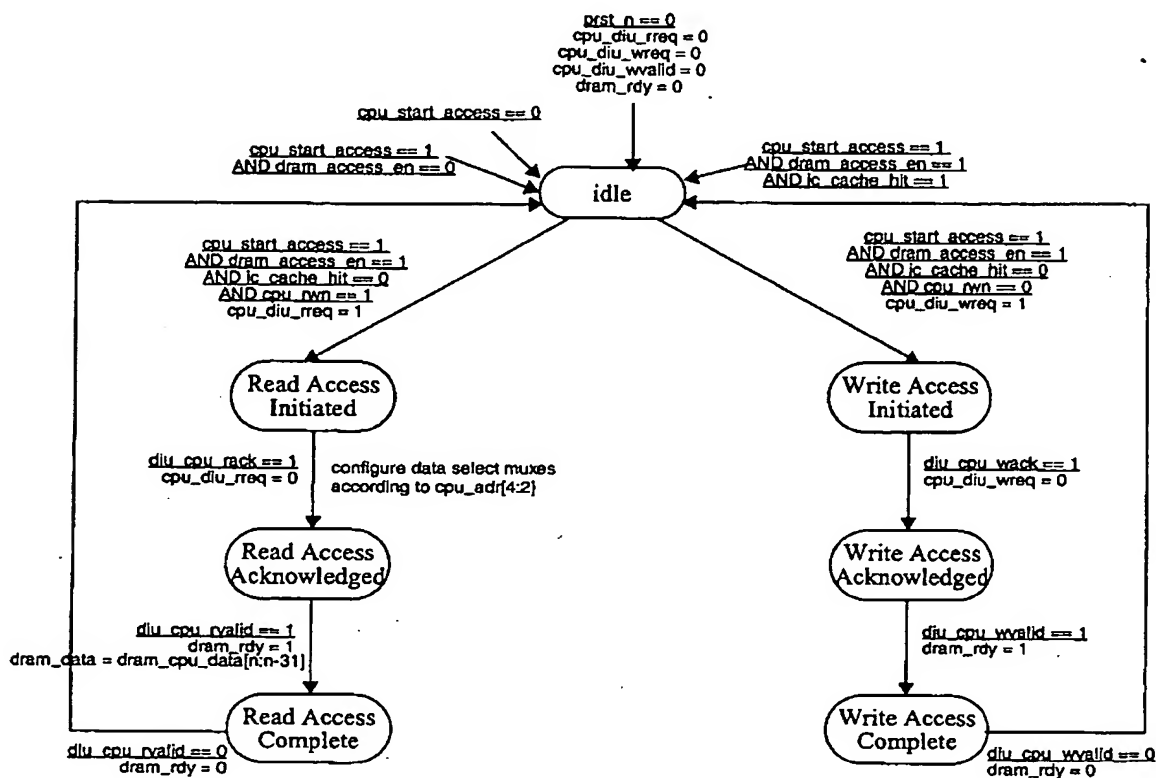 prst_n == 0
cpu_diu_rreq = 0
cpu_diu_wreq = 0
cpu_diu_wvalid = 0
dram_rdy = 0
cpu_start_access == 0
cpu_start_access == 1
AND dram_access_en == 0
cpu_start_access == 1
AND dram_access_en == 1
AND ic_cache_hit = 1
idle
cpu_start_access == 1
AND dram_access_en == 1
AND ic_cache_hit == 0
AND cpu_rwn == 1
cpu_diu_rreq = 1
cpu_start_access == 1
AND dram_access_en == 1
AND ic_cache_hit == 0
AND cpu_rwn == 0
cpu_diu_wreq = 1
Read Access
Initiated
Write Access
Initiated
diu_cpu_rack == 1
cpu_diu_rreq = 0
configure data select muxes
according to cpu_adr[4:2]
diu_cpu_wack == 1
cpu_diu_wreq = 0
Read Access
Acknowledged
Write Access
Acknowledged
diu_cpu_rvalid == 1
dram_rdy = 1
dram_data = dram_cpu_data[n:n-31]
diu_cpu_wvalid == 1
dram_rdy = 1
Read Access
Complete
Write Access
Complete
diu_cpu_rvalid == 0
dram_rdy = 0
diu_cpu_wvalid == 0
dram_rdy = 0